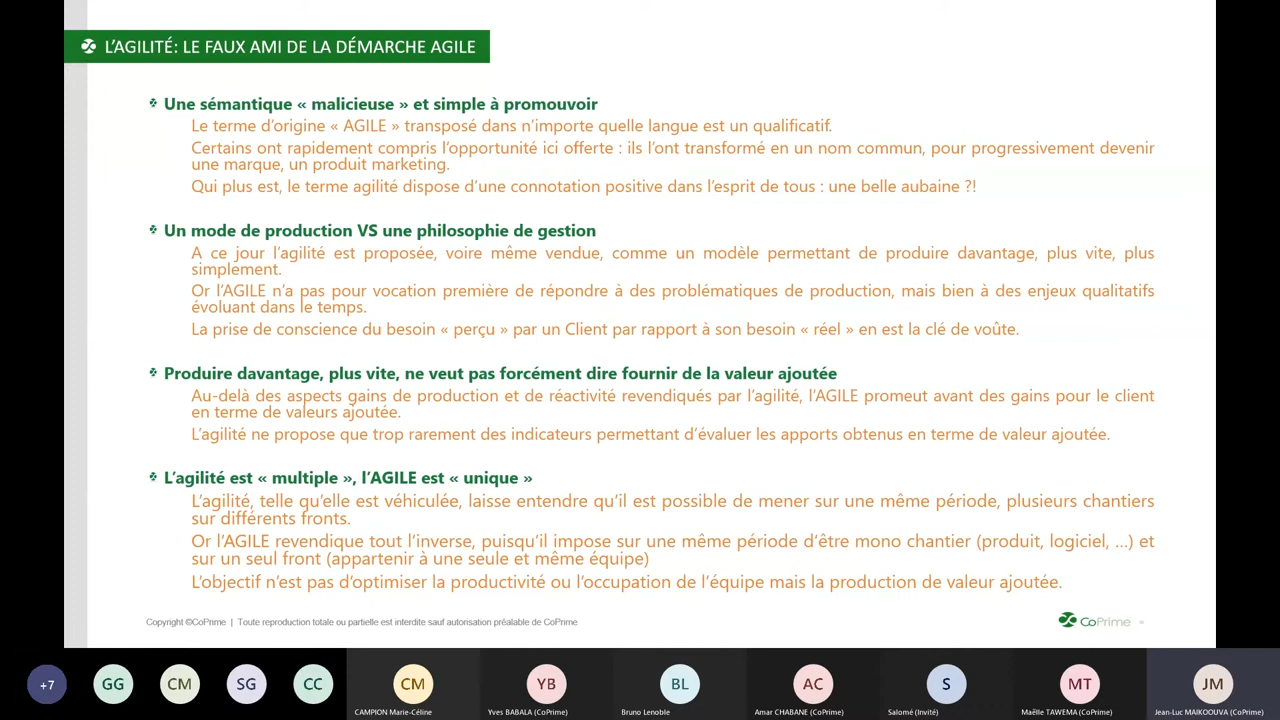 L'AGILITÉ: LE FAUX AMI DE LA DÉMARCHE AGILE
Une sémantique « malicieuse » et simple à promouvoir
Le terme d'origine « AGILE » transposé dans n'importe quelle langue est un qualificatif.
Certains ont rapidement compris l'opportunité ici offerte : ils l'ont transformé en un nom commun, pour progressivement devenir
une marque, un produit marketing.
Qui plus est, le terme agilité dispose d'une connotation positive dans l'esprit de tous : une belle aubaine ?!
Un mode de production VS une philosophie de gestion
A ce jour l'agilité est proposée, voire même vendue, comme un modèle permettant de produire davantage, plus vite, plus
simplement.
Or l'AGILE n'a pas pour vocation première de répondre à des problématiques de production, mais bien à des enjeux qualitatifs
évoluant dans le temps.
La prise de conscience du besoin « perçu » par un Client par rapport à son besoin « réel » en est la clé de voûte.
Produire davantage, plus vite, ne veut pas forcément dire fournir de la valeur ajoutée
Au-delà des aspects gains de production et de réactivité revendiqués par l'agilité, l'AGILE promeut avant des gains pour le client
en terme de valeurs ajoutée.
L'agilité ne propose que trop rarement des indicateurs permettant d'évaluer les apports obtenus en terme de valeur ajoutée.
L'agilité est « multiple », l'AGILE est « unique »
L'agilité, telle qu'elle est véhiculée, laisse entendre qu'il est possible de mener sur une même période, plusieurs chantiers
sur différents fronts.
Or l'AGILE revendique tout l'inverse, puisqu'il impose sur une même période d'être mono chantier (produit, logiciel, ...) et
sur un seul front (appartenir à une seule et même équipe)
L'objectif n'est pas d'optimiser la productivité ou l'occupation de l'équipe mais la production de valeur ajoutée.
Copyright ©CoPrime | Toute reproduction totale ou partielle est interdite sauf autorisation préalable de CoPrime
CoPrime
+7 GG CM SG CC CM YB BL AC S MT JM
CAMPION Marie-Céline Yves BABALA (CoPrime) Bruno Lenoble Amar CHABANE (CoPrime) Salomé (Invité) Maëlle TAWEMA (CoPrime) Jean-Luc MAIKOOUVA (CoPrime)